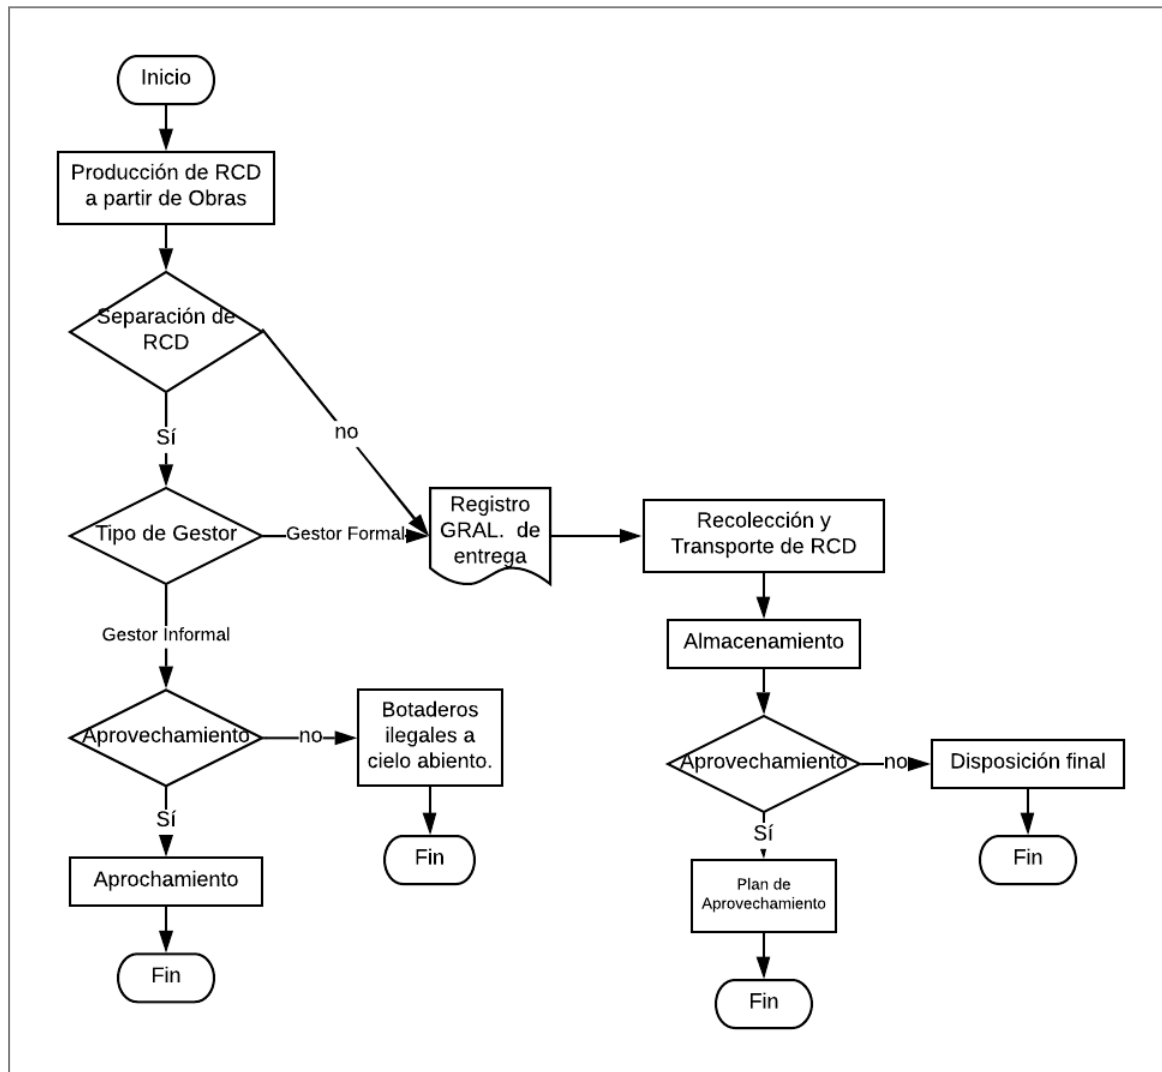 Inicio
Producción de RCD
a partir de Obras
Separación de
RCD
no
Sí
Tipo de Gestor
Gestor Formal
Registro
GRAL. de
entrega
Recolección y
Transporte de RCD
Gestor Informal
Almacenamiento
Aprovechamiento
no
Botaderos
ilegales a
cielo abiento.
Aprovechamiento
no
Disposición final
Sí
Sí
Aprochamiento
Fin
Plan de
Aprovechamiento
Fin
Fin
Fin